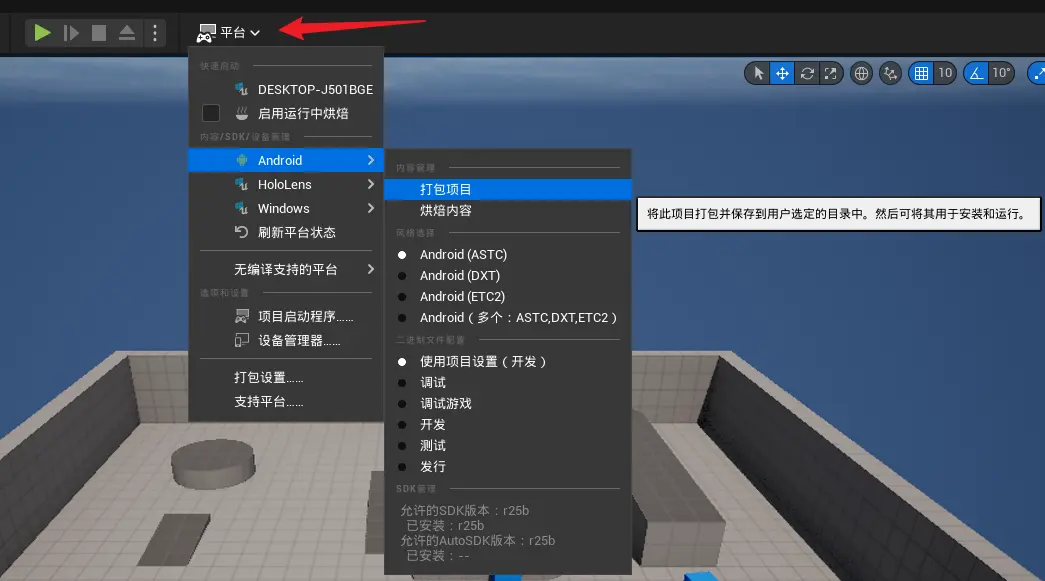 平台
快速启动
DESKTOP-J501BGE
启用运行中烘焙
内容/SDK/设备管理
Android
HoloLens
Windows
刷新平台状态
无编译支持的平台
选项和设置
项目启动程序......
设备管理器......
打包设置......
支持平台......
内容管理
打包项目
烘焙内容
风格选择
Android (ASTC)
Android (DXT)
Android (ETC2)
Android（多个：ASTC,DXT,ETC2）
二进制文件配置
使用项目设置（开发）
调试
调试游戏
开发
测试
发行
SDK管理
允许的SDK版本：r25b
已安装：r25b
允许的AutoSDK版本：r25b
已安装：--
将此项目打包并保存到用户选定的目录中。然后可将其用于安装和运行。
10
10°